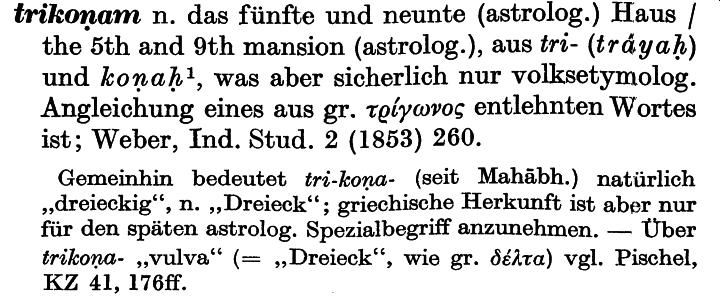 trikoṇam n. das fünfte und neunte (astrolog.) Haus /
the 5th and 9th mansion (astrolog.), aus tri- (tráyaḥ)
und koṇaḥ¹, was aber sicherlich nur volksetymolog.
Angleichung eines aus gr. τρίγωνος entlehnten Wortes
ist; Weber, Ind. Stud. 2 (1853) 260.
Gemeinhin bedeutet tri-koṇa- (seit Mahābh.) natürlich
„dreieckig“, n. „Dreieck“; griechische Herkunft ist aber nur
für den späten astrolog. Spezialbegriff anzunehmen. — Über
trikoṇa- „vulva“ (= „Dreieck“, wie gr. δέλτα) vgl. Pischel,
KZ 41, 176ff.